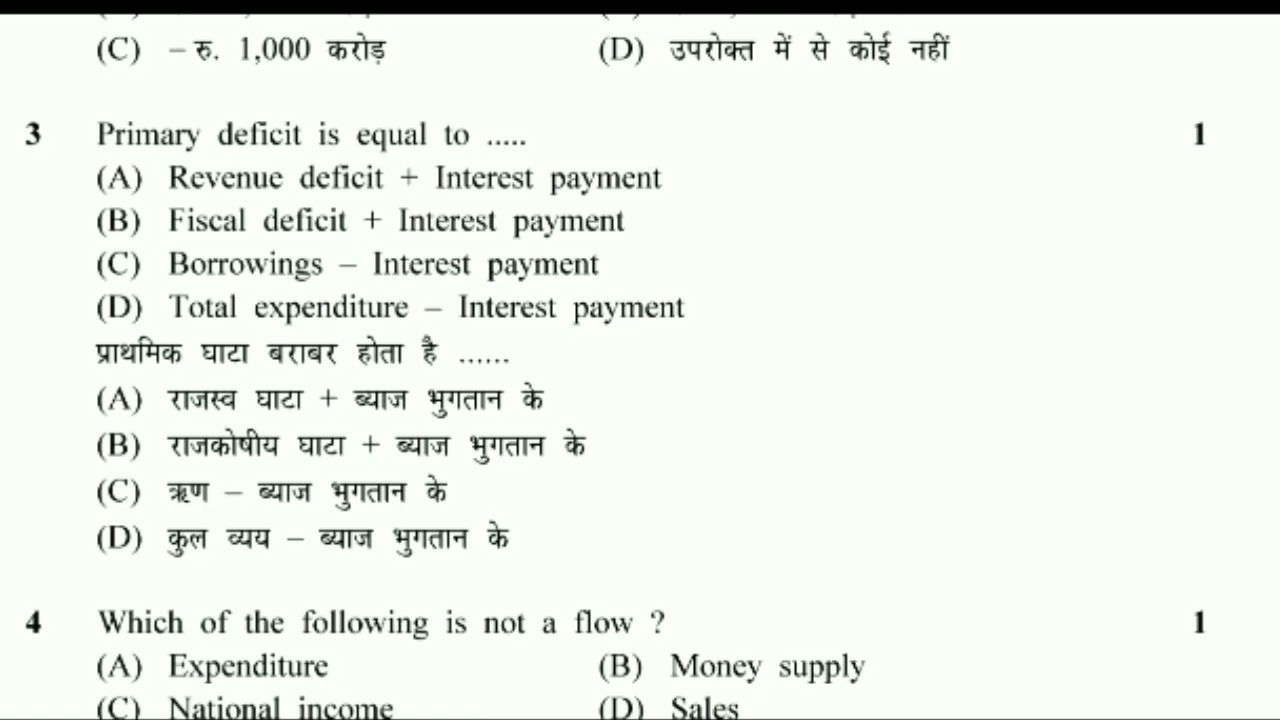 (C) – रु. 1,000 करोड़ (D) उपरोक्त में से कोई नहीं
3 Primary deficit is equal to ..... 1
(A) Revenue deficit + Interest payment
(B) Fiscal deficit + Interest payment
(C) Borrowings – Interest payment
(D) Total expenditure – Interest payment
प्राथमिक घाटा बराबर होता है ......
(A) राजस्व घाटा + ब्याज भुगतान के
(B) राजकोषीय घाटा + ब्याज भुगतान के
(C) ऋण – ब्याज भुगतान के
(D) कुल व्यय – ब्याज भुगतान के
4 Which of the following is not a flow ? 1
(A) Expenditure (B) Money supply
(C) National income (D) Sales